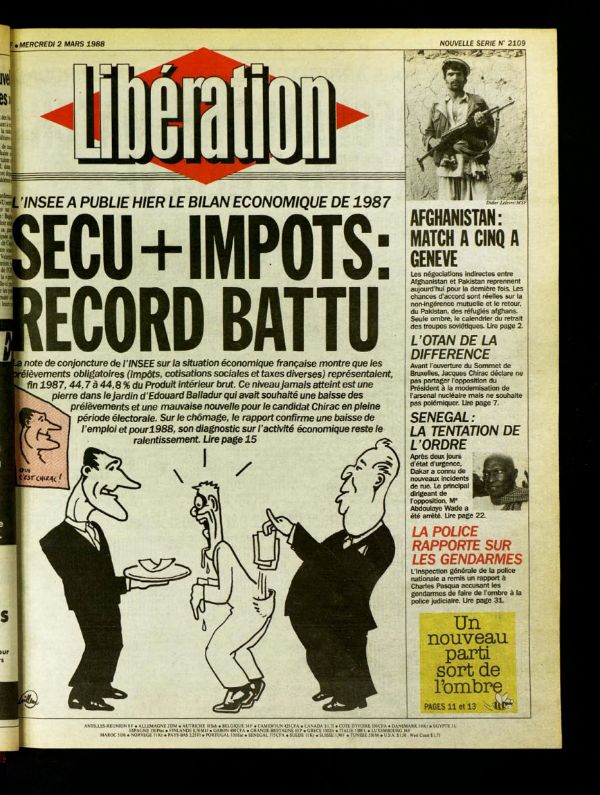 MERCREDI 2 MARS 1988
NOUVELLE SERIE N° 2109
Libération
L'INSEE A PUBLIE HIER LE BILAN ECONOMIQUE DE 1987
SECU + IMPOTS:
RECORD BATTU
La note de conjoncture de l'INSEE sur la situation économique française montre que les
prélèvements obligatoires (impôts, cotisations sociales et taxes diverses) représentaient,
fin 1987, 44,7 à 44,8 % du Produit intérieur brut. Ce niveau jamais atteint est une
pierre dans le jardin d'Edouard Balladur qui avait souhaité une baisse des
prélèvements et une mauvaise nouvelle pour le candidat Chirac en pleine
période électorale. Sur le chômage, le rapport confirme une baisse de
l'emploi et pour 1988, son diagnostic sur l'activité économique reste le
ralentissement. Lire page 15
OUI
C'EST CHIRAC!
Didier Lefevre/MSF
AFGHANISTAN:
MATCH A CINQ A
GENEVE
Les négociations indirectes entre
Afghanistan et Pakistan reprennent
aujourd'hui pour la dernière fois. Les
chances d'accord sont réelles sur la
non-ingérence mutuelle et le retour,
du Pakistan, des réfugiés afghans.
Seule ombre, le calendrier du retrait
des troupes soviétiques. Lire page 2.
L'OTAN DE LA
DIFFERENCE
Avant l'ouverture du Sommet de
Bruxelles, Jacques Chirac déclare ne
pas partager l'opposition du
Président à la modernisation de
l'arsenal nucléaire mais ne souhaite
pas polémiquer. Lire page 7.
SENEGAL:
LA TENTATION DE
L'ORDRE
Après deux jours
d'état d'urgence,
Dakar a connu de
nouveaux incidents
de rue. Le principal
dirigeant de
l'opposition, Me
Abdoulaye Wade a
été arrêté. Lire page 22.
LA POLICE
RAPPORTE SUR
LES GENDARMES
L'Inspection générale de la police
nationale a remis un rapport à
Charles Pasqua accusant les
gendarmes de faire de l'ombre à la
police judiciaire. Lire page 31.
Un
nouveau
parti
sort de
l'ombre
PAGES 11 et 13